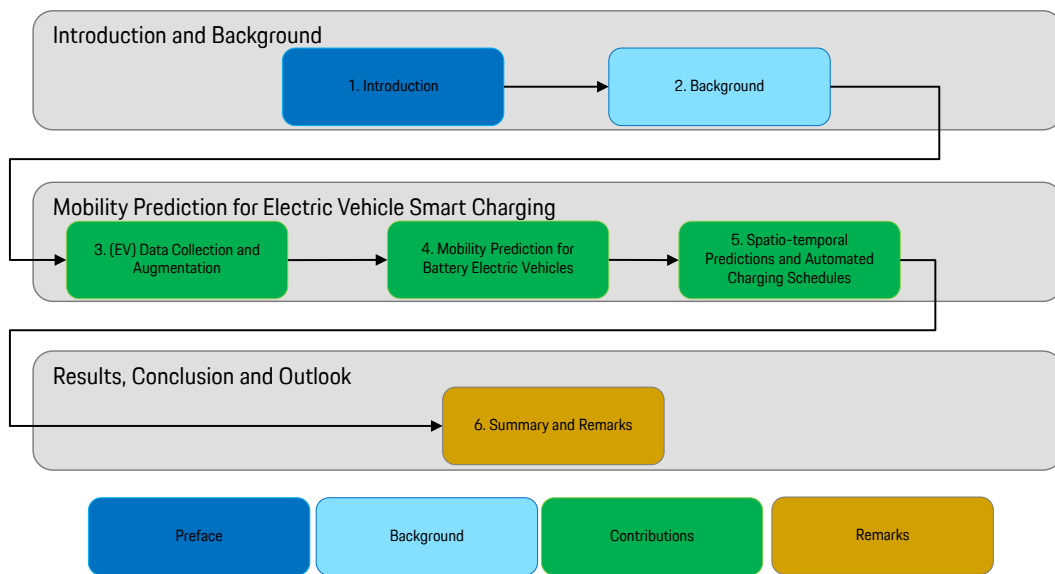 Introduction and Background
1. Introduction
2. Background
Mobility Prediction for Electric Vehicle Smart Charging
3. (EV) Data Collection and
Augmentation
4. Mobility Prediction for
Battery Electric Vehicles
5. Spatio-temporal
Predictions and Automated
Charging Schedules
Results, Conclusion and Outlook
6. Summary and Remarks
Preface
Background
Contributions
Remarks